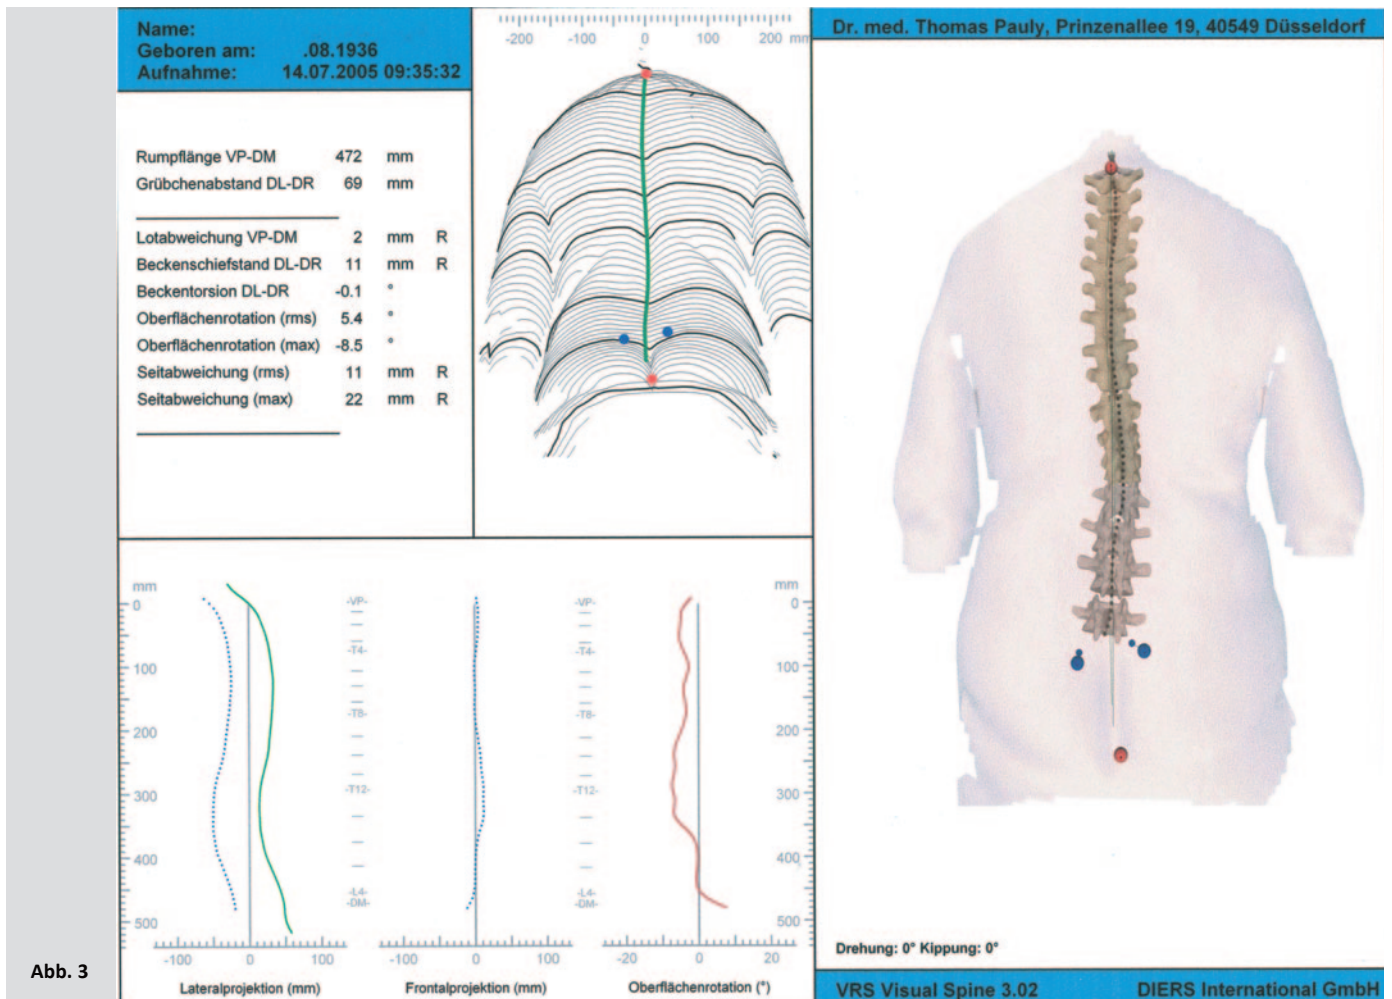 Name:
Geboren am: .08.1936
Aufnahme: 14.07.2005 09:35:32
Rumpflänge VP-DM 472 mm
Grübchenabstand DL-DR 69 mm
Lotabweichung VP-DM 2 mm R
Beckenschiefstand DL-DR 11 mm R
Beckentorsion DL-DR -0.1 °
Oberflächenrotation (rms) 5.4 °
Oberflächenrotation (max) -8.5 °
Seitabweichung (rms) 11 mm R
Seitabweichung (max) 22 mm R
-200 -100 0 100 200 mm
Dr. med. Thomas Pauly, Prinzenallee 19, 40549 Düsseldorf
mm
0
100
200
300
400
500
-100 0 100
Lateralprojektion (mm)
-VP-
-T4-
-T8-
-T12-
-L4-
-DM-
-100 0 100
Frontalprojektion (mm)
-VP-
-T4-
-T8-
-T12-
-L4-
-DM-
-20 0 20
Oberflächenrotation (°)
mm
0
100
200
300
400
500
Drehung: 0° Kippung: 0°
VRS Visual Spine 3.02 DIERS International GmbH
Abb. 3